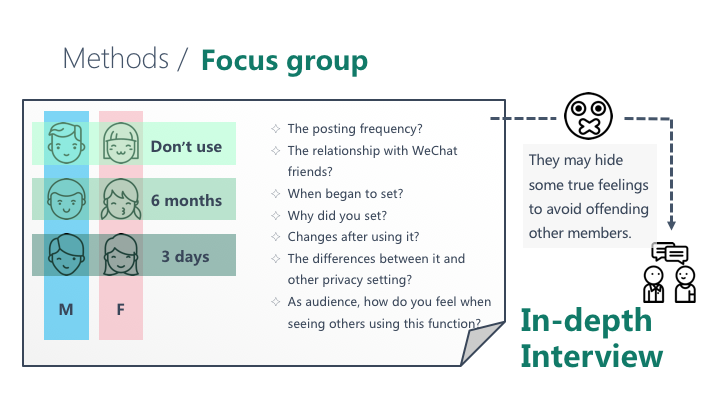 Methods / Focus group
Don't use
6 months
3 days
M F
The posting frequency?
The relationship with WeChat
friends?
When began to set?
Why did you set?
Changes after using it?
The differences between it and
other privacy setting?
As audience, how do you feel when
seeing others using this function?
They may hide
some true feelings
to avoid offending
other members.
In-depth
Interview